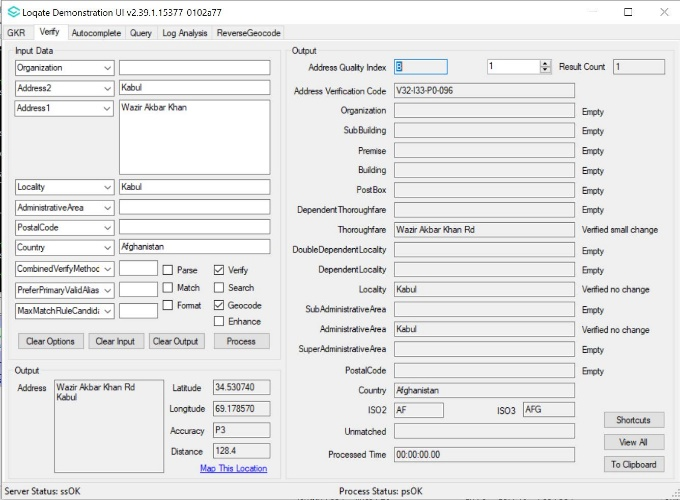 Loqate Demonstration UI v2.39.1.15377-0102a77
GKR Verify Autocomplete Query Log Analysis ReverseGeocode
Input Data
Organization
Address2 Kabul
Address1 Wazir Akbar Khan
Locality Kabul
AdministrativeArea
PostalCode
Country Afghanistan
CombinedVerifyMethoc Parse Verify
PreferPrimaryValidAlias Match Search
MaxMatchRuleCandida Format Geocode
Enhance
Clear Options Clear Input Clear Output Process
Output
Address Wazir Akbar Khan Rd
Kabul
Latitude 34.530740
Longitude 69.178570
Accuracy P3
Distance 128.4
Map This Location
Output
Address Quality Index B 1 Result Count 1
Address Verification Code V32-I33-P0-096
Organization Empty
SubBuilding Empty
Premise Empty
Building Empty
PostBox Empty
DependentThoroughfare Empty
Thoroughfare Wazir Akbar Khan Rd Verified small change
DoubleDependentLocality Empty
DependentLocality Empty
Locality Kabul Verified no change
SubAdministrativeArea Empty
AdministrativeArea Kabul Verified no change
SuperAdministrativeArea Empty
PostalCode Empty
Country Afghanistan
ISO2 AF ISO3 AFG
Unmatched
Processed Time 00:00:00.00
Shortcuts
View All
To Clipboard
Server Status: ssOK Process Status: psOK